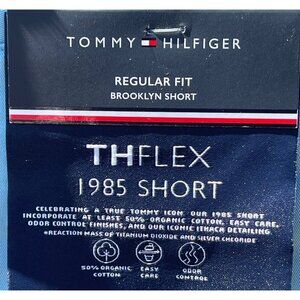 TOMMY HILFIGER
REGULAR FIT
BROOKLYN SHORT
THFLEX
1985 SHORT
CELEBRATING A TRUE TOMMY ICON. OUR 1985 SHORT
INCORPORATE AT LEAST 50% ORGANIC COTTON, EASY CARE,
ODOR CONTROL FINISHES, AND OUR ICONIC ITHACA DETAILING
*REACTION MASS OF TITANIUM DIOXIDE AND SILVER CHLORIDE
50% ORGANIC EASY ODOR
COTTON CARE CONTROL